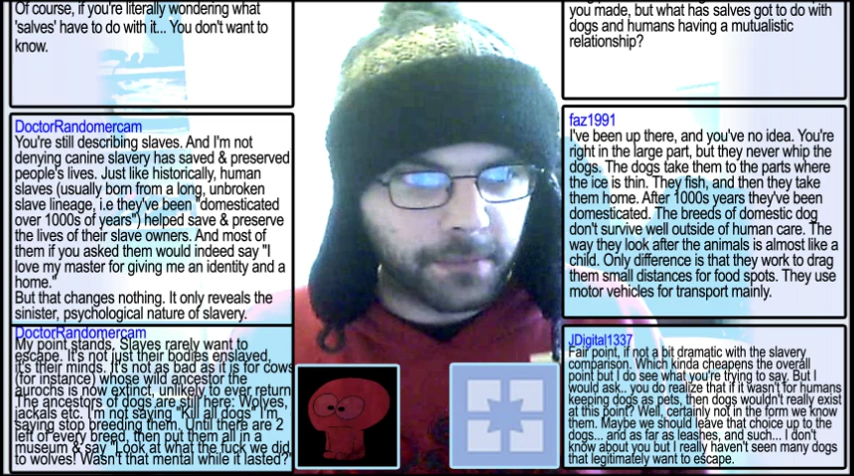 Of course, if you're literally wondering what
'salves' have to do with it... You don't want to
know.
DoctorRandomercam
You're still describing slaves. And I'm not
denying canine slavery has saved & preserved
people's lives. Just like historically, human
slaves (usually born from a long, unbroken
slave lineage, i.e they've been "domesticated
over 1000s of years") helped save & preserve
the lives of their slave owners. And most of
them if you asked them would indeed say "I
love my master for giving me an identity and a
home."
But that changes nothing. It only reveals the
sinister, psychological nature of slavery.
DoctorRandomercam
My point stands. Slaves rarely want to
escape. It's not just their bodies enslaved,
it's their minds. It's not as bad as it is for cows
(for instance) whose wild ancestor the
aurochs is now extinct, unlikely to ever return
The ancestors of dogs are still here: Wolves,
jackals etc. I'm not saying "Kill all dogs" I'm
saying stop breeding them. Until there are 2
left of every breed, then put them all in a
museum & say "Look at what the fuck we did
to wolves! Wasn't that mental while it lasted?"
you made, but what has salves got to do with
dogs and humans having a mutualistic
relationship?
faz1991
I've been up there, and you've no idea. You're
right in the large part, but they never whip the
dogs. The dogs take them to the parts where
the ice is thin. They fish, and then they take
them home. After 1000s years they've been
domesticated. The breeds of domestic dog
don't survive well outside of human care. The
way they look after the animals is almost like a
child. Only difference is that they work to drag
them small distances for food spots. They use
motor vehicles for transport mainly.
JDigital1337
Fair point, if not a bit dramatic with the slavery
comparison. Which kinda cheapens the overall
point but I do see what you're trying to say. But I
would ask.. you do realize that if it wasn't for humans
keeping dogs as pets, then dogs wouldn't really exist
at this point? Well, certainly not in the form we know
them. Maybe we should leave that choice up to the
dogs... and as far as leashes, and such... I don't
know about you but I really haven't seen many dogs
that legitimately want to escape.